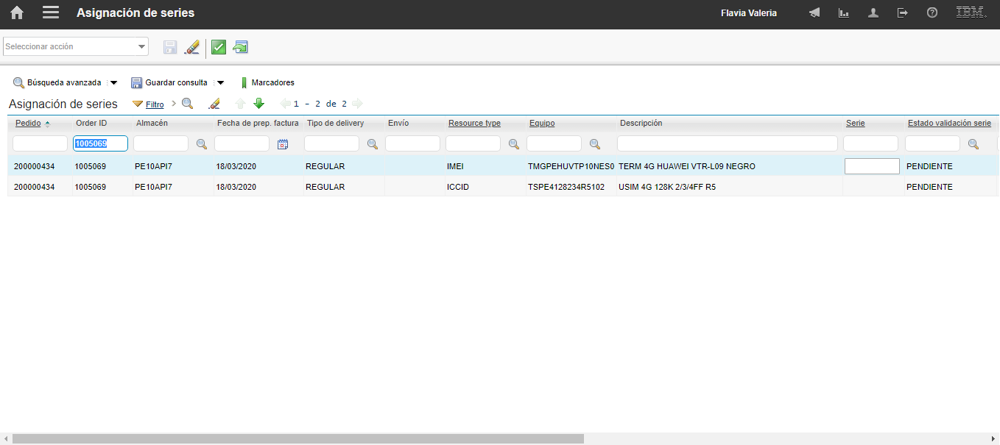 Asignación de series Flavia Valeria IBM.
Seleccionar acción
Búsqueda avanzada Guardar consulta Marcadores
Asignación de series Filtro 1 - 2 de 2
Pedido Order ID Almacén Fecha de prep. factura Tipo de delivery Envío Resource type Equipo Descripción Serie Estado validación serie
1005069
200000434 1005069 PE10API7 18/03/2020 REGULAR IMEI TMGPEHUVTP10NES0 TERM 4G HUAWEI VTR-L09 NEGRO PENDIENTE
200000434 1005069 PE10API7 18/03/2020 REGULAR ICCID TSPE4128234R5102 USIM 4G 128K 2/3/4FF R5 PENDIENTE